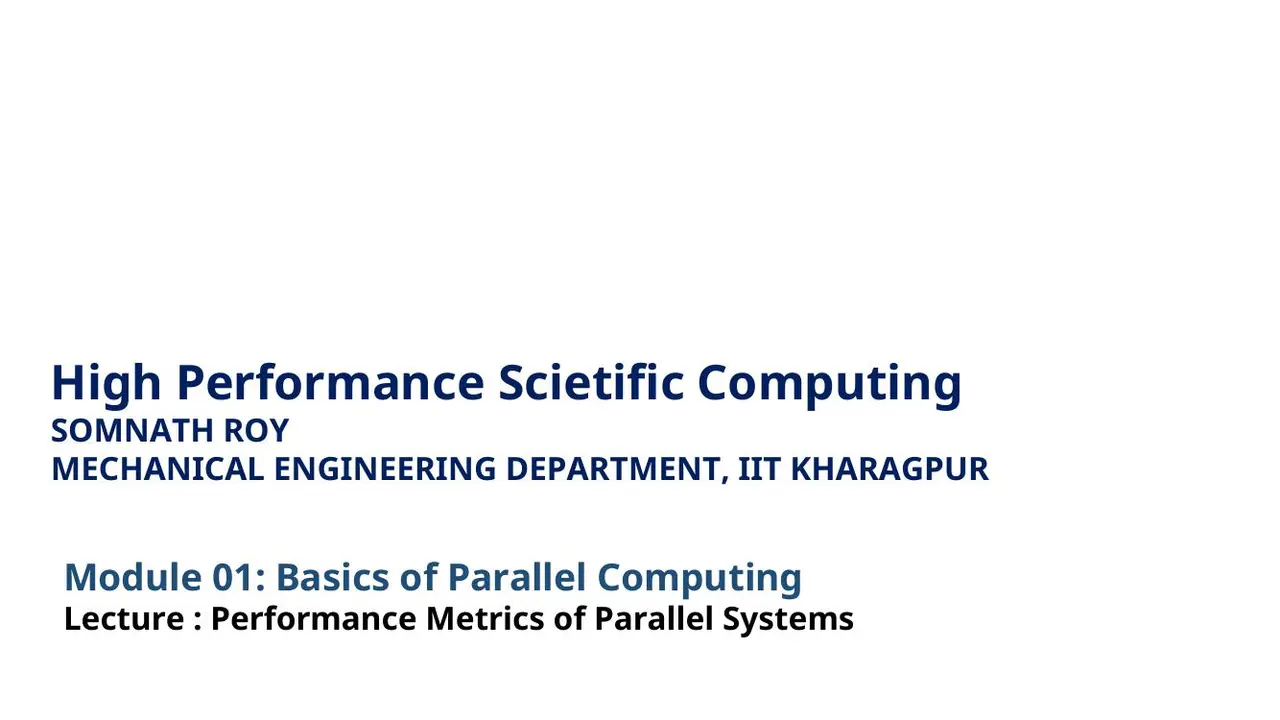 High Performance Scietific Computing
SOMNATH ROY
MECHANICAL ENGINEERING DEPARTMENT, IIT KHARAGPUR
Module 01: Basics of Parallel Computing
Lecture : Performance Metrics of Parallel Systems